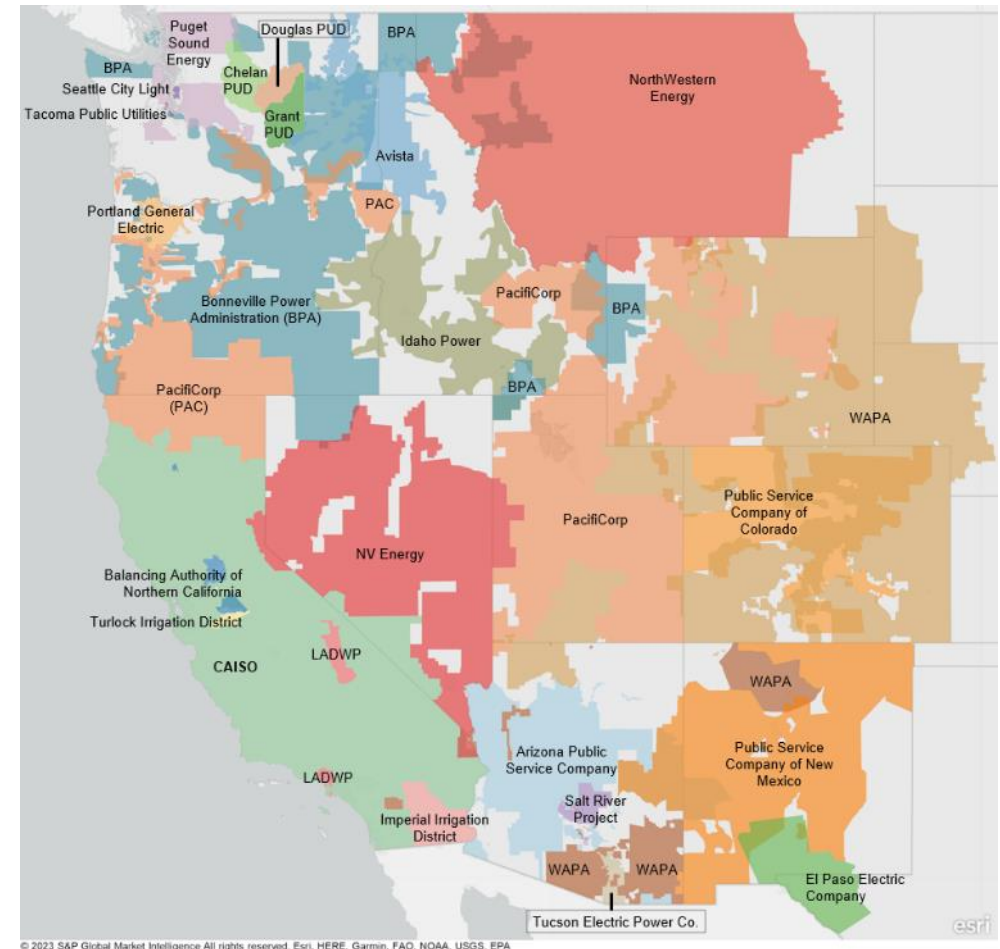 Puget
Sound
Energy
Douglas PUD
BPA
BPA
Chelan
PUD
Seattle City Light
Tacoma Public Utilities
Grant
PUD
NorthWestern
Energy
Avista
PAC
Portland General
Electric
Bonneville Power
Administration (BPA)
PacifiCorp
BPA
Idaho Power
BPA
PacifiCorp
(PAC)
WAPA
Public Service
Company of
Colorado
PacifiCorp
NV Energy
Balancing Authority of
Northern California
Turlock Irrigation District
CAISO
LADWP
WAPA
Arizona Public
Service Company
Public Service
Company of New
Mexico
LADWP
Salt River
Project
Imperial Irrigation
District
WAPA
WAPA
El Paso Electric
Company
Tucson Electric Power Co.
esri
© 2023 S&P Global Market Intelligence All rights reserved. Esri, HERE, Garmin, FAO, NOAA, USGS, EPA